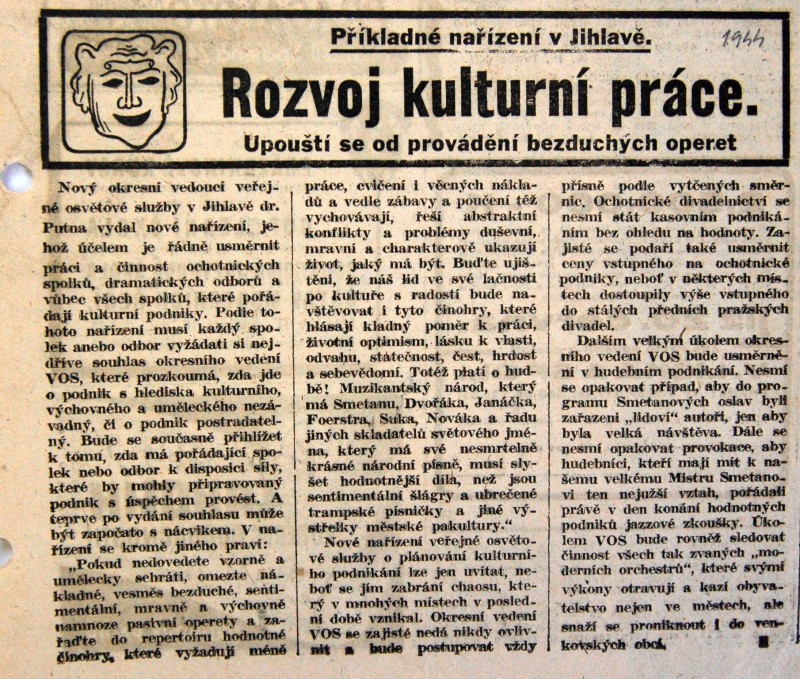 Příkladné nařízení v Jihlavě.
1944
Rozvoj kulturní práce.
Upouští se od provádění bezduchých operet
Nový okresní vedoucí veřej-
né osvětové služby v Jihlavě dr.
Putna vydal nové nařízení, je-
hož účelem je řádně usměrnit
práci a činnost ochotnických
spolků, dramatických odborů a
vůbec všech spolků, které pořá-
dají kulturní podniky. Podle to-
hoto nařízení musí každý spo-
lek anebo odbor vyžádati si nej-
dříve souhlas okresního vedení
VOS, které prozkoumá, zda jde
o podnik s hlediska kulturního,
výchovného a uměleckého nezá-
vadný, či o podnik postradatel-
ný. Bude se současně přihlížet
k tomu, zda má pořádající spo-
lek nebo odbor k disposici síly,
které by mohly připravovaný
podnik s úspěchem provést. A
teprve po vydání souhlasu může
být započato s nácvikem. V na-
řízení se kromě jiného praví:
„Pokud nedovedete vzorně a
umělecky sehráti, omezte ná-
kladné, vesměs bezduché, senti-
mentální, mravně a výchovně
namnoze pasivní operety a za-
řaďte do repertoiru hodnotné
činohry, které vyžadují méně
práce, cvičení i věcných nákla-
dů a vedle zábavy a poučení též
vychovávají, řeší abstraktní
konflikty a problémy duševní,
mravní a charakterově ukazují
život, jaký má být. Buďte ujiš-
těni, že náš lid ve své lačnosti
po kultuře s radostí bude na-
vštěvovat i tyto činohry, které
hlásají kladný poměr k práci,
životní optimism, lásku k vlasti,
odvahu, statečnost, čest, hrdost
a sebevědomí. Totéž platí o hud-
bě! Muzikantský národ, který
má Smetanu, Dvořáka, Janáčka,
Foerstra, Suka, Nováka a řadu
jiných skladatelů světového jmé-
na, který má své nesmrtelně
krásné národní písně, musí sly-
šet hodnotnější díla, než jsou
sentimentální šlágry a ubrečené
trampské písničky a jiné vý-
střelky městské pakultury.“
Nové nařízení veřejné osvěto-
vé služby o plánování kulturní-
ho podnikání lze jen uvítat, ne-
boť se jím zabrání chaosu, kte-
rý v mnohých místech v posled-
ní době vznikal. Okresní vedení
VOS se zajisté nedá nikdy ovliv-
nit a bude postupovat vždy
přísně podle vytčených směr-
nic. Ochotnické divadelnictví se
nesmí stát kasovním podniká-
ním bez ohledu na hodnoty. Za-
jisté se podaří také usměrnit
ceny vstupného na ochotnické
podniky, neboť v některých mís-
tech dostoupily výše vstupného
do stálých předních pražských
divadel.
Dalším velkým úkolem okres-
ního vedení VOS bude usměrně-
ní v hudebním podnikání. Nesmí
se opakovat případ, aby do pro-
gramu Smetanových oslav byli
zařazeni „lidoví“ autoři, jen aby
byla velká návštěva. Dále se
nesmí opakovat provokace, aby
hudebníci, kteří mají mít k na-
šemu velkému Mistru Smetano-
vi ten nejužší vztah, pořádali
právě v den konání hodnotných
podniků jazzové zkoušky. Úko-
lem VOS bude rovněž sledovat
činnost všech tak zvaných „mo-
derních orchestrů“, které svými
výkony otravují a kazí obyva-
telstvo nejen ve městech, ale
snaží se proniknout i do ven-
kovských obcí.